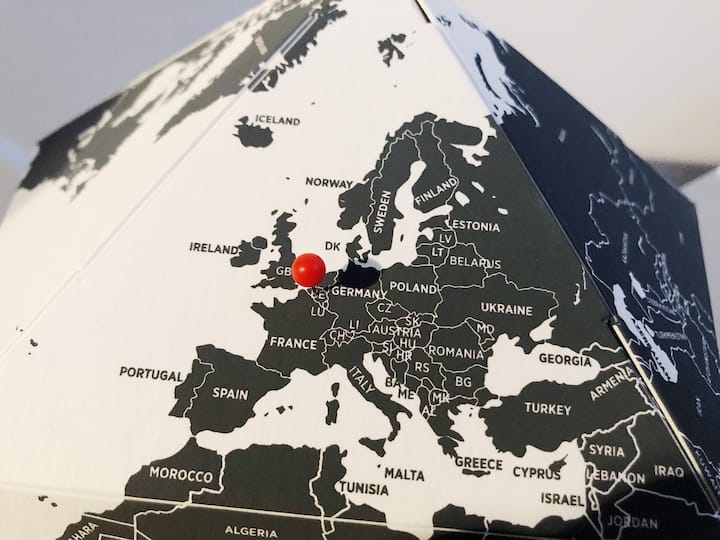 ICELAND
NORWAY
SWEDEN
FINLAND
ESTONIA
LV
LT
BELARUS
IRELAND
GB
DK
GERMANY
POLAND
LU
CZ
UKRAINE
FRANCE
CH
LI
AUSTRIA
SK
HU
MD
SI
HR
ROMANIA
GEORGIA
ITALY
RS
BG
BA
ME
MK
AL
PORTUGAL
SPAIN
TURKEY
ARMENIA
GREECE
CYPRUS
SYRIA
LEBANON
IRAQ
ISRAEL
JORDAN
MALTA
MOROCCO
TUNISIA
ALGERIA
IRAN